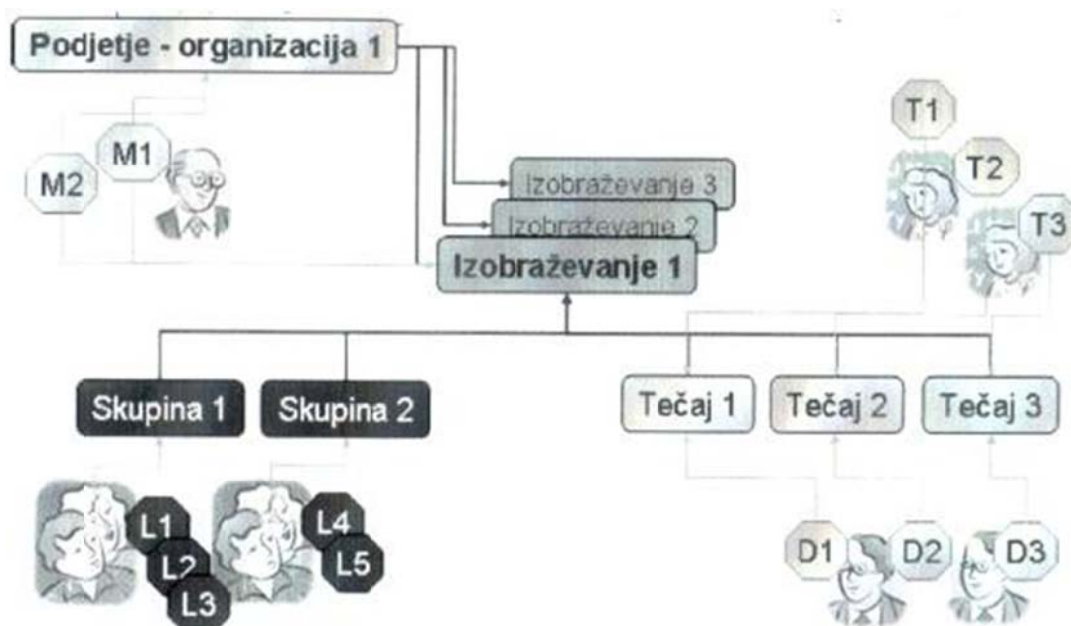 Podjetje - organizacija 1
T1
M1
T2
M2
Izobraževanje 3
Izobraževanje 2
T3
Izobraževanje 1
Skupina 1
Skupina 2
Tečaj 1
Tečaj 2
Tečaj 3
L1
L4
L2
L5
L3
D1
D2
D3